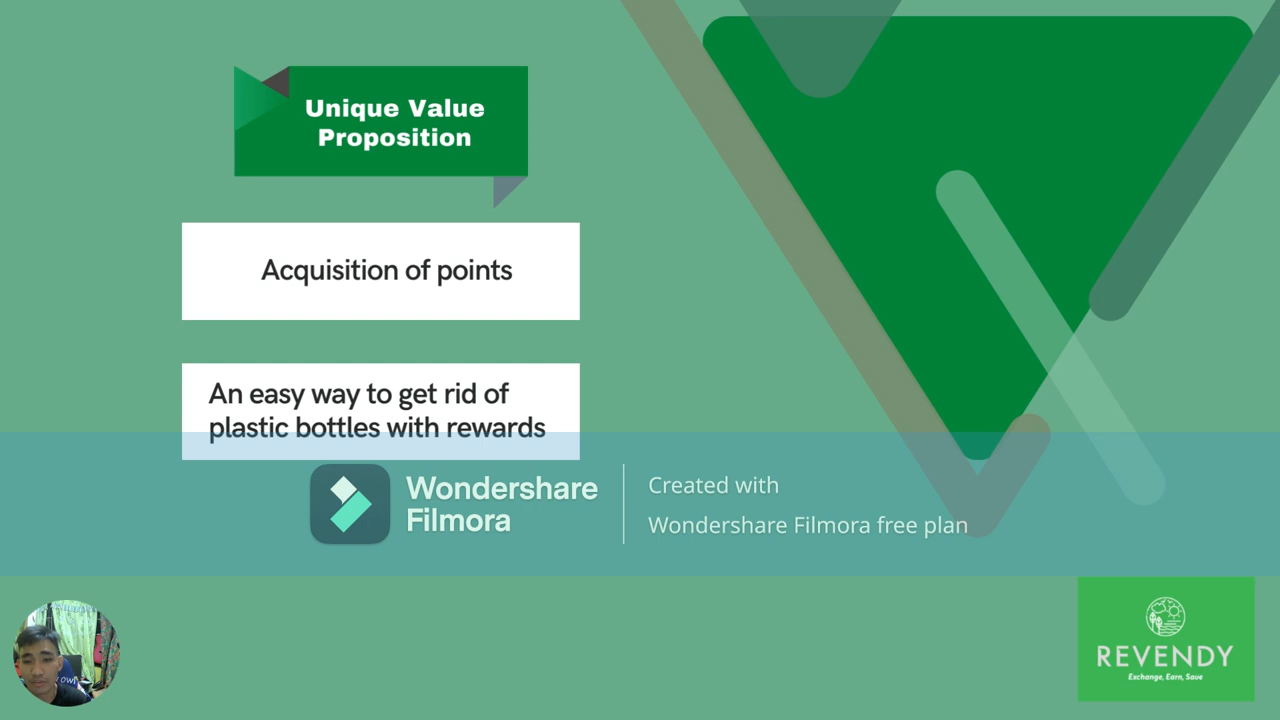 Unique Value
Proposition
Acquisition of points
An easy way to get rid of
plastic bottles with rewards
Wondershare
Filmora
Created with
Wondershare Filmora free plan
REVENDY
Exchange, Earn, Save